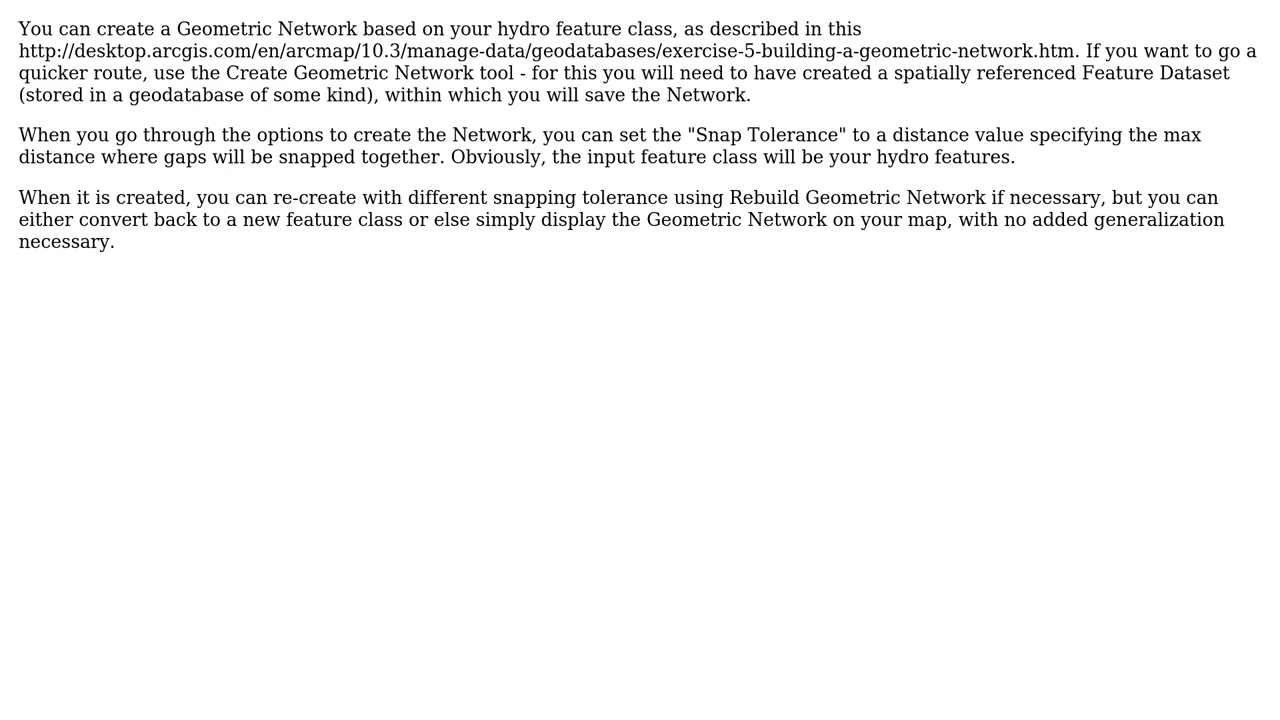 You can create a Geometric Network based on your hydro feature class, as described in this
http://desktop.arcgis.com/en/arcmap/10.3/manage-data/geodatabases/exercise-5-building-a-geometric-network.htm. If you want to go a
quicker route, use the Create Geometric Network tool - for this you will need to have created a spatially referenced Feature Dataset
(stored in a geodatabase of some kind), within which you will save the Network.
When you go through the options to create the Network, you can set the "Snap Tolerance" to a distance value specifying the max
distance where gaps will be snapped together. Obviously, the input feature class will be your hydro features.
When it is created, you can re-create with different snapping tolerance using Rebuild Geometric Network if necessary, but you can
either convert back to a new feature class or else simply display the Geometric Network on your map, with no added generalization
necessary.